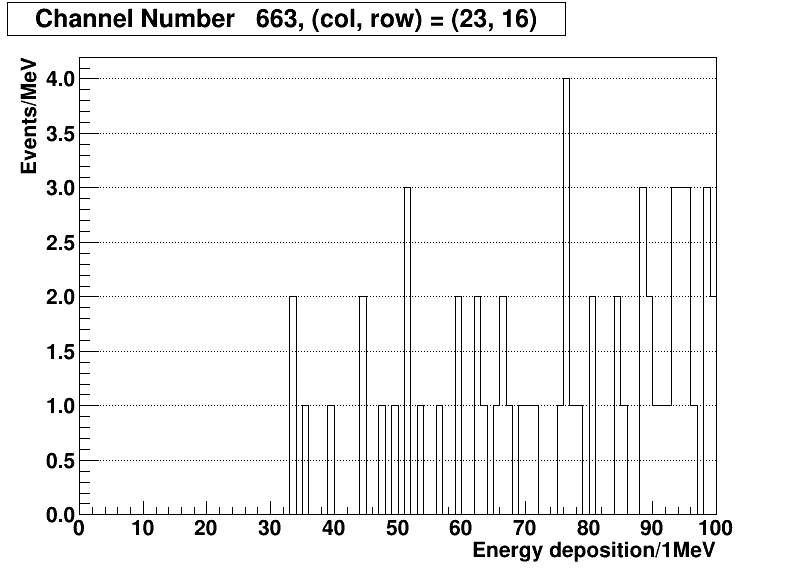 Channel Number 663, (col, row) = (23, 16)
Events/MeV
4.0
3.5
3.0
2.5
2.0
1.5
1.0
0.5
0.0
0 10 20 30 40 50 60 70 80 90 100
Energy deposition/1MeV